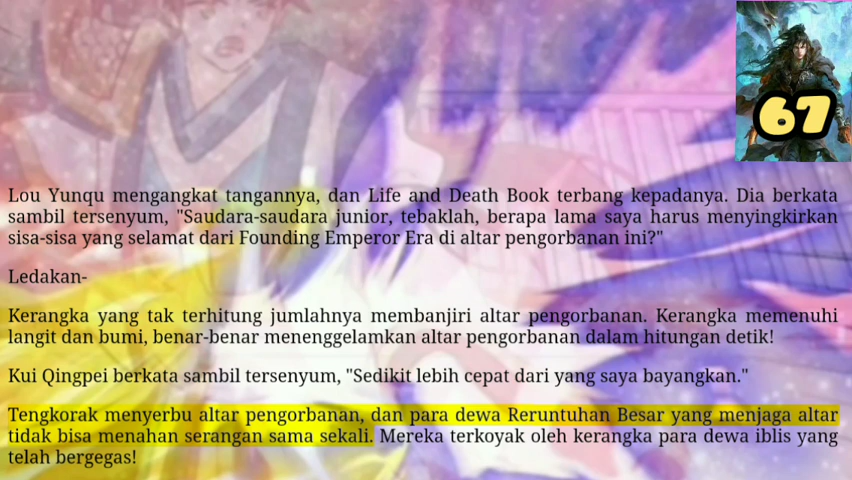 67
Lou Yunqu mengangkat tangannya, dan Life and Death Book terbang kepadanya. Dia berkata
sambil tersenyum, "Saudara-saudara junior, tebaklah, berapa lama saya harus menyingkirkan
sisa-sisa yang selamat dari Founding Emperor Era di altar pengorbanan ini?"
Ledakan-
Kerangka yang tak terhitung jumlahnya membanjiri altar pengorbanan. Kerangka memenuhi
langit dan bumi, benar-benar menenggelamkan altar pengorbanan dalam hitungan detik!
Kui Qingpei berkata sambil tersenyum, "Sedikit lebih cepat dari yang saya bayangkan."
Tengkorak menyerbu altar pengorbanan, dan para dewa Reruntuhan Besar yang menjaga altar
tidak bisa menahan serangan sama sekali. Mereka terkoyak oleh kerangka para dewa iblis yang
telah bergegas!